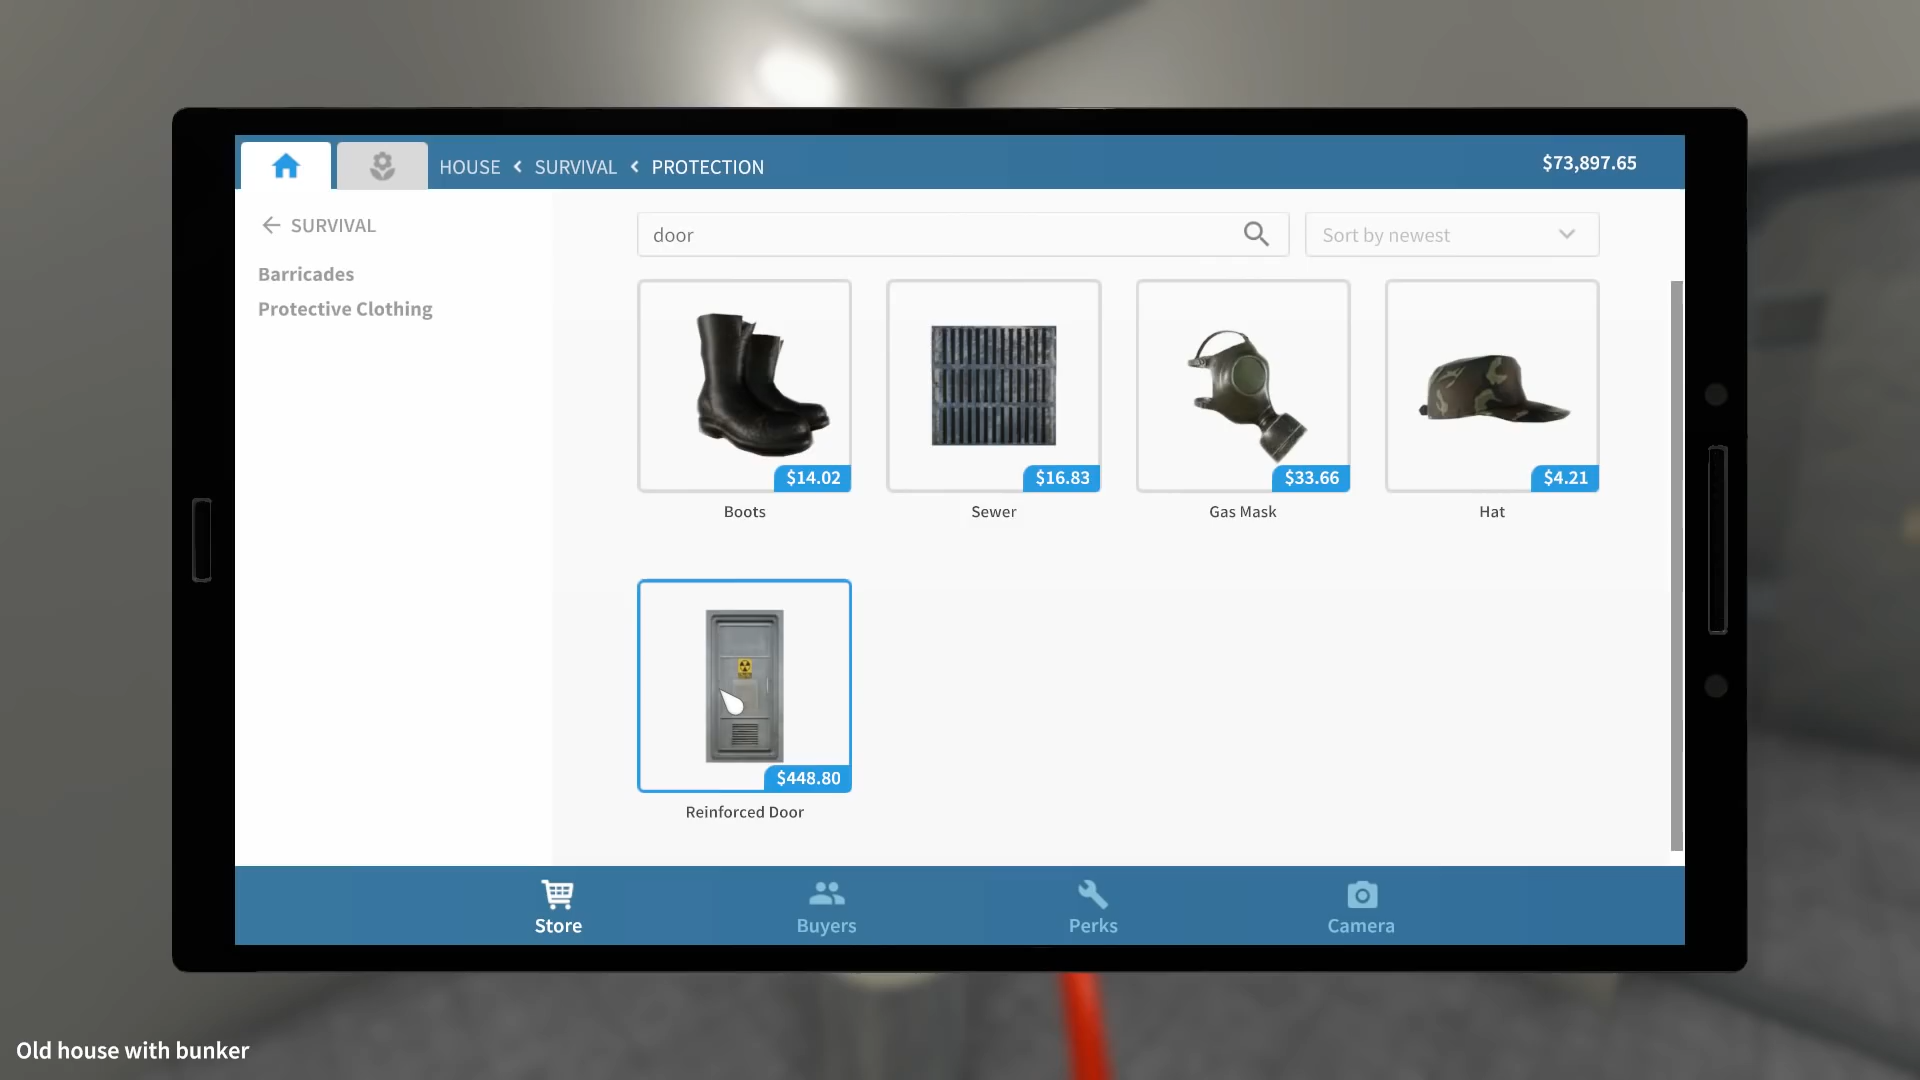 HOUSE < SURVIVAL < PROTECTION
$73,897.65
SURVIVAL
Barricades
Protective Clothing
door
Sort by newest
$14.02
Boots
$16.83
Sewer
$33.66
Gas Mask
$4.21
Hat
$448.80
Reinforced Door
Store
Buyers
Perks
Camera
Old house with bunker